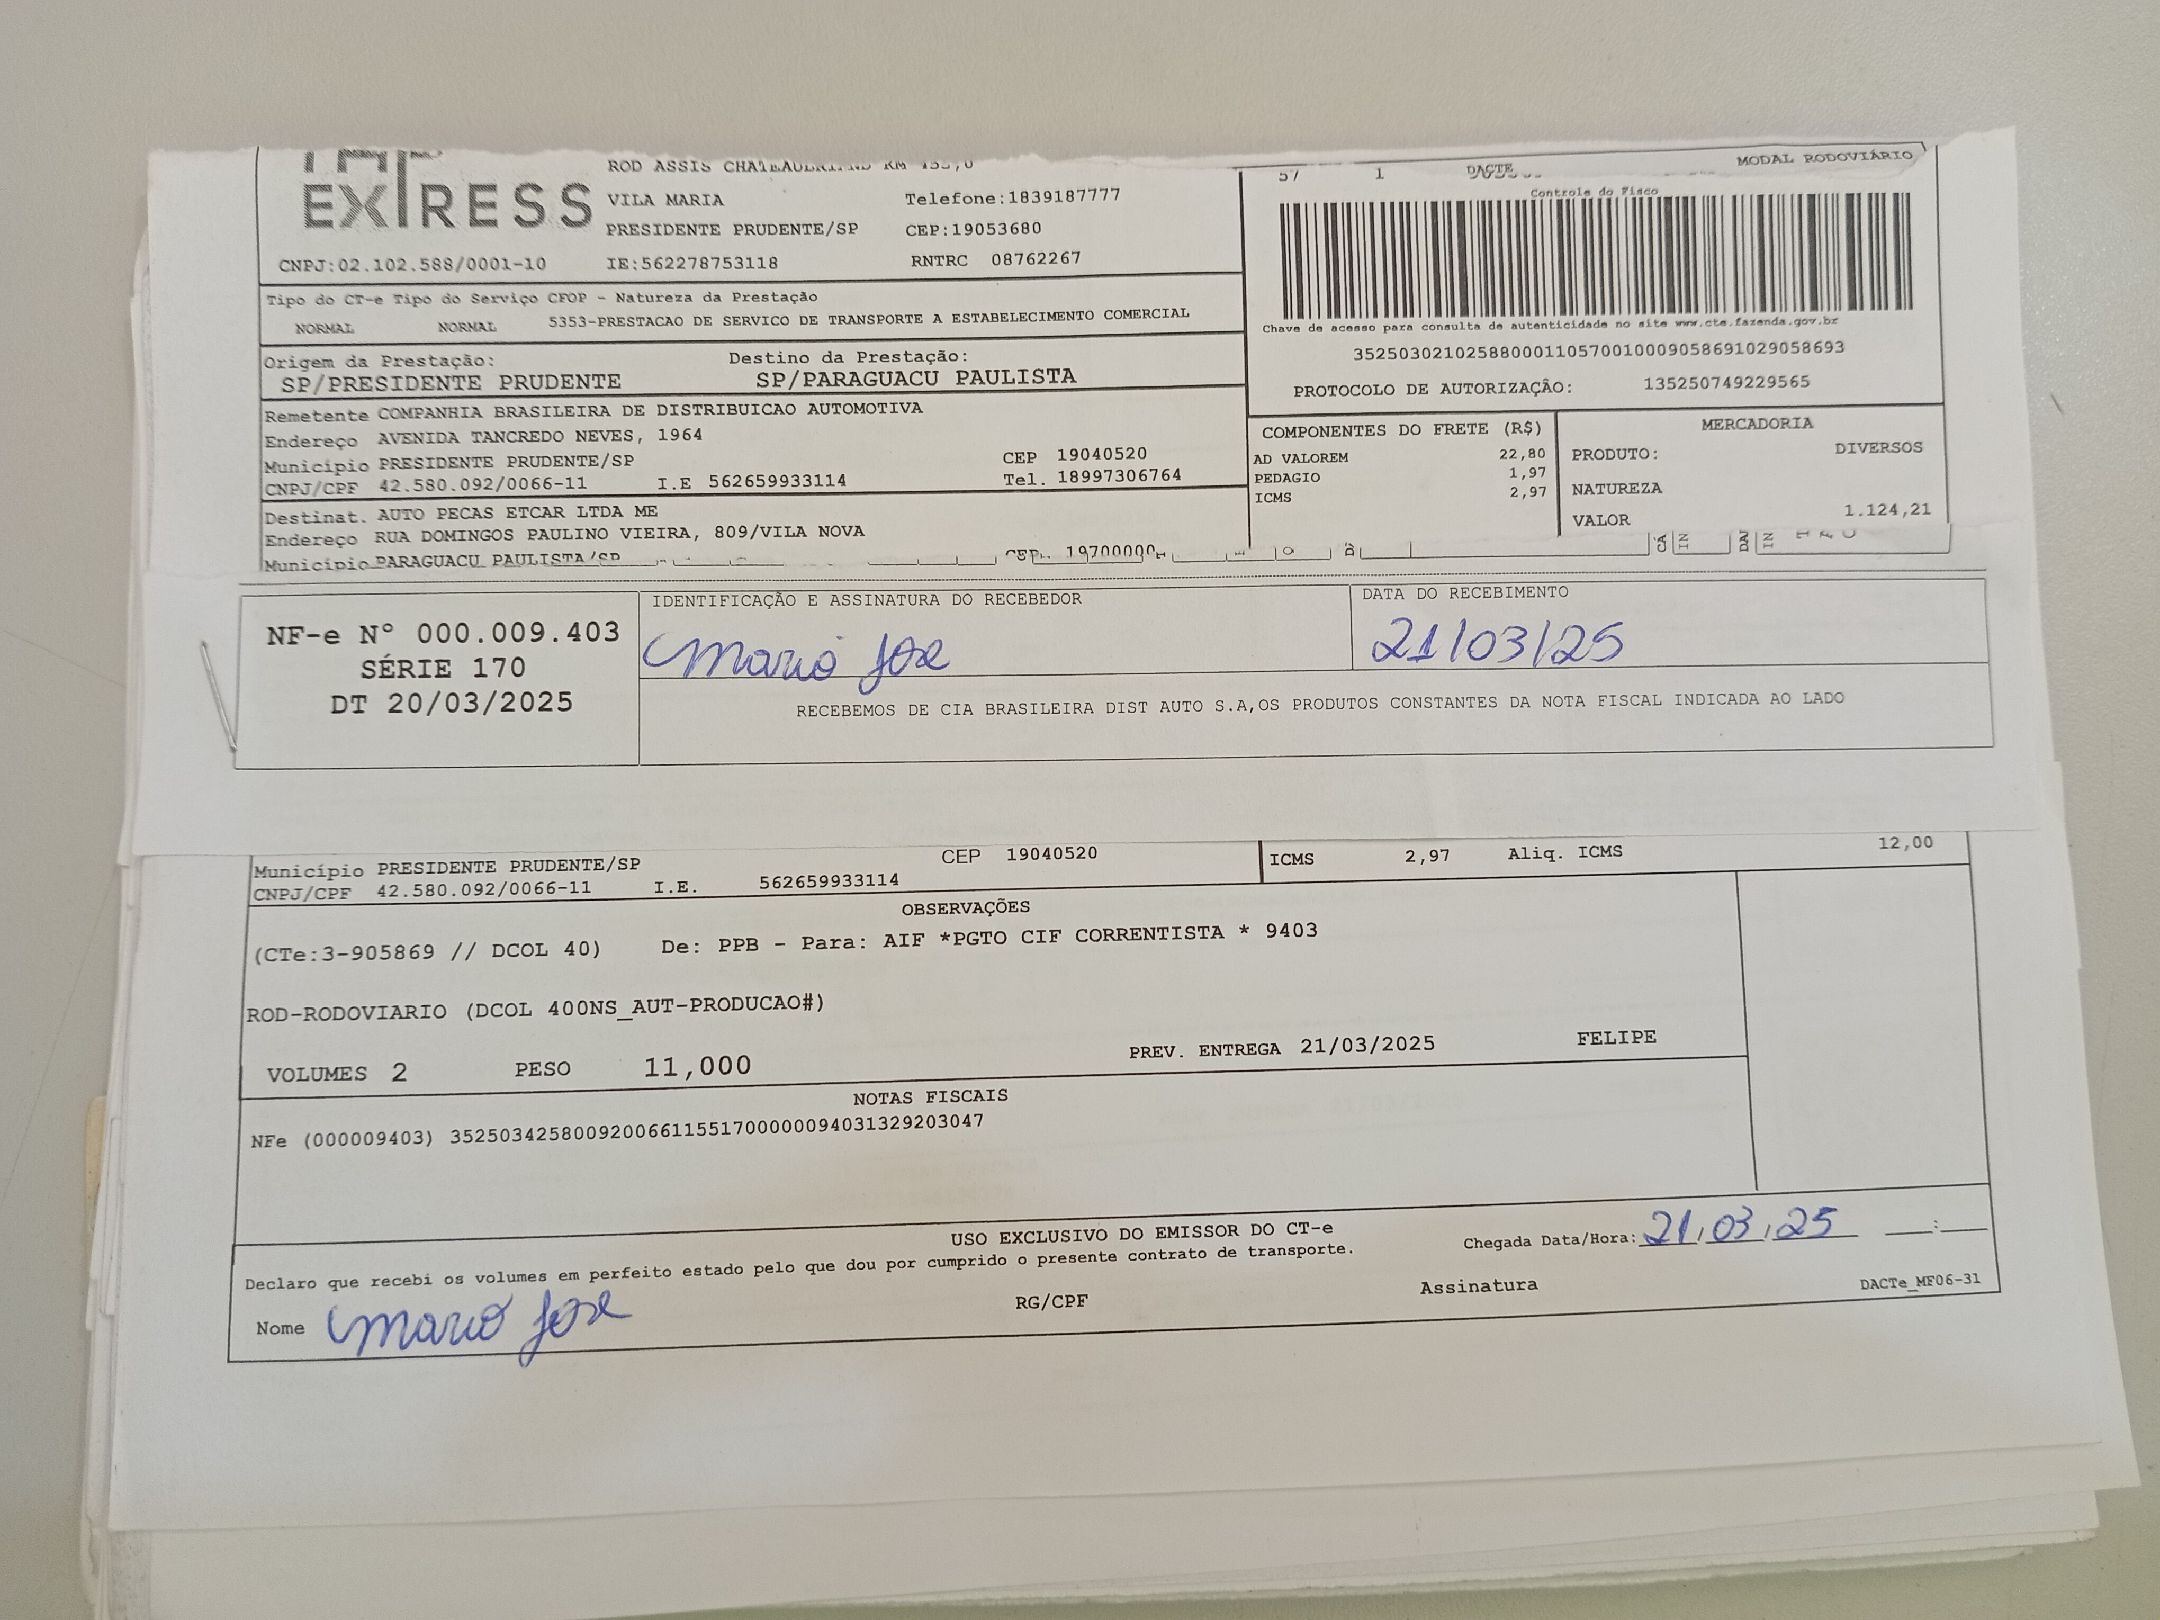 EXPRESS
ROD ASSIS
VILA MARIA Telefone:1839187777
PRESIDENTE PRUDENTE/SP CEP:19053680
CNPJ:02.102.588/0001-10 IE:562278753118 RNTRC 08762267
57 1 DACTE MODAL RODOVIÁRIO
Controle do Fisco
Chave de acesso para consulta de autenticidade no site www.cte.fazenda.gov.br
35250302102588000110570010009058691029058693
PROTOCOLO DE AUTORIZAÇÃO: 135250749229565
Tipo do CT-e Tipo do Serviço CFOP - Natureza da Prestação
NORMAL NORMAL 5353-PRESTACAO DE SERVICO DE TRANSPORTE A ESTABELECIMENTO COMERCIAL
Origem da Prestação: Destino da Prestação:
SP/PRESIDENTE PRUDENTE SP/PARAGUACU PAULISTA
Remetente COMPANHIA BRASILEIRA DE DISTRIBUICAO AUTOMOTIVA
Endereço AVENIDA TANCREDO NEVES, 1964
Município PRESIDENTE PRUDENTE/SP CEP 19040520
CNPJ/CPF 42.580.092/0066-11 I.E 562659933114 Tel. 18997306764
COMPONENTES DO FRETE (R$)
AD VALOREM 22,80
PEDAGIO 1,97
ICMS 2,97
MERCADORIA
PRODUTO: DIVERSOS
NATUREZA
VALOR 1.124,21
Destinat. AUTO PECAS ETCAR LTDA ME
Endereço RUA DOMINGOS PAULINO VIEIRA, 809/VILA NOVA
Município PARAGUACU PAULISTA/SP CEP 19700000
NF-e Nº 000.009.403
SÉRIE 170
DT 20/03/2025
IDENTIFICAÇÃO E ASSINATURA DO RECEBEDOR
Mario Jose
DATA DO RECEBIMENTO
21/03/25
RECEBEMOS DE CIA BRASILEIRA DIST AUTO S.A,OS PRODUTOS CONSTANTES DA NOTA FISCAL INDICADA AO LADO
Município PRESIDENTE PRUDENTE/SP CEP 19040520 ICMS 2,97 Aliq. ICMS 12,00
CNPJ/CPF 42.580.092/0066-11 I.E. 562659933114
OBSERVAÇÕES
(CTe:3-905869 // DCOL 40) De: PPB - Para: AIF *PGTO CIF CORRENTISTA * 9403
ROD-RODOVIARIO (DCOL 400NS_AUT-PRODUCAO#)
VOLUMES 2 PESO 11,000 PREV. ENTREGA 21/03/2025 FELIPE
NOTAS FISCAIS
NFe (000009403) 35250342580092006611551700000094031329203047
USO EXCLUSIVO DO EMISSOR DO CT-e
Declaro que recebi os volumes em perfeito estado pelo que dou por cumprido o presente contrato de transporte.
Chegada Data/Hora: 21,03,25 ___:___
Nome Mario Jose RG/CPF Assinatura DACTe_MF06-31